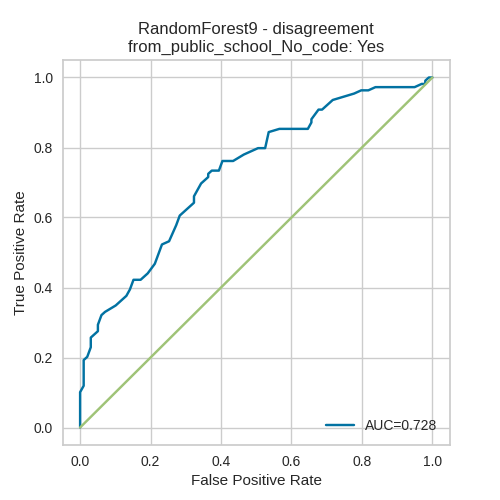 RandomForest9 - disagreement
from_public_school_No_code: Yes
True Positive Rate
1.0
0.8
0.6
0.4
0.2
0.0
AUC=0.728
0.0 0.2 0.4 0.6 0.8 1.0
False Positive Rate